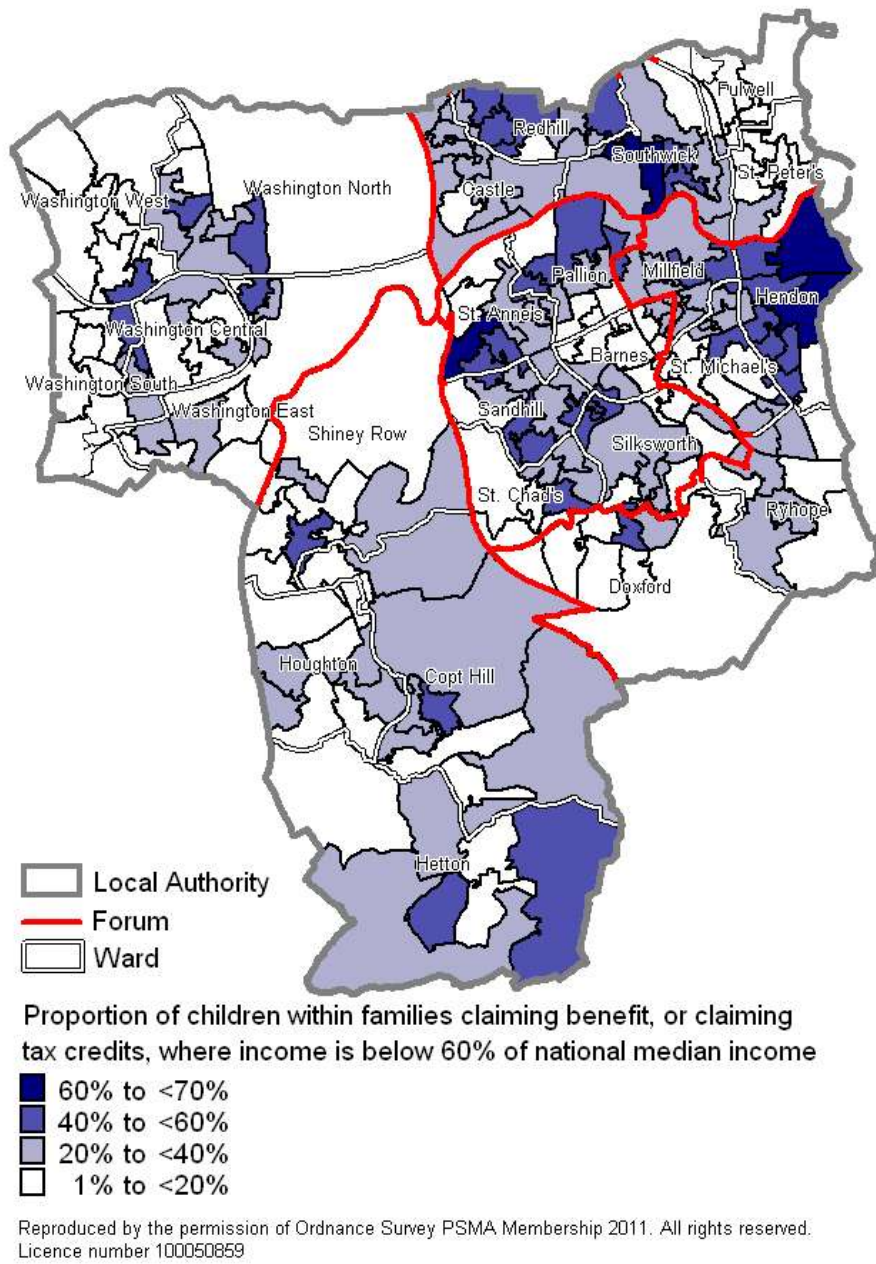 Fulwell
Redhill
Southwick
St. Peter's
Castle
Washington North
Washington West
Pallion
Millfield
Hendon
St. Anne's
Washington Central
Barnes
St. Michael's
Washington South
Washington East
Sandhill
Shiney Row
Silksworth
St. Chad's
Ryhope
Doxford
Houghton
Copt Hill
Hetton
Local Authority
Forum
Ward
Proportion of children within families claiming benefit, or claiming
tax credits, where income is below 60% of national median income
60% to <70%
40% to <60%
20% to <40%
1% to <20%
Reproduced by the permission of Ordnance Survey PSMA Membership 2011. All rights reserved.
Licence number 100050859